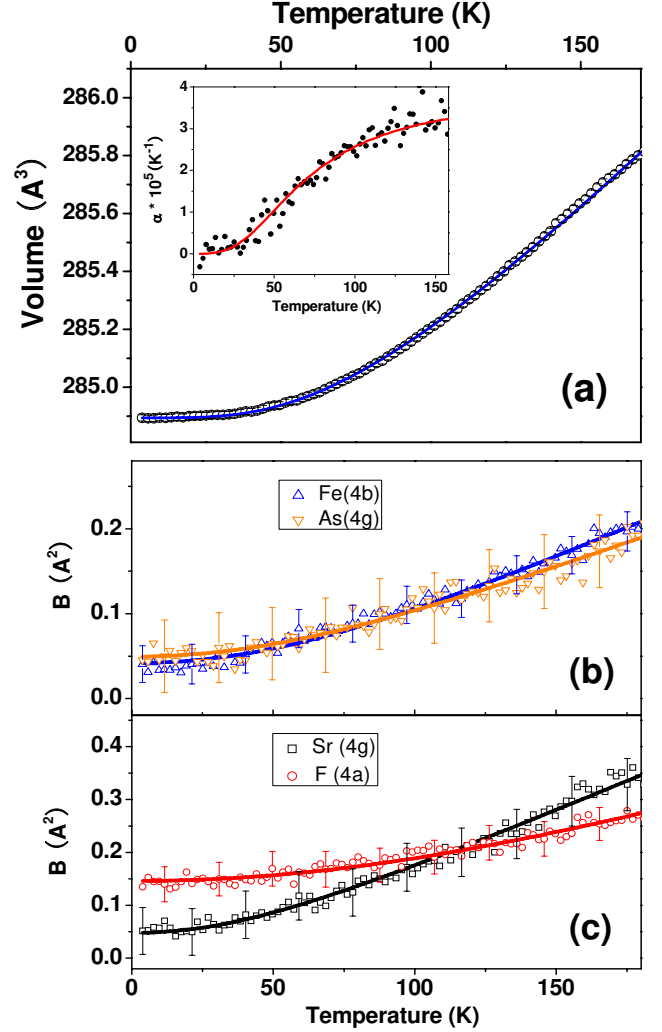 Temperature (K)
0 50 100 150
286.0
285.8
285.6
285.4
285.2
285.0
Volume (A³)
4
3
2
1
0
α * 10⁵ (K⁻¹)
0 50 100 150
Temperature (K)
(a)
Fe(4b)
As(4g)
0.2
0.1
0.0
B (A²)
(b)
Sr (4g)
F (4a)
0.4
0.3
0.2
0.1
0.0
B (A²)
(c)
0 50 100 150
Temperature (K)